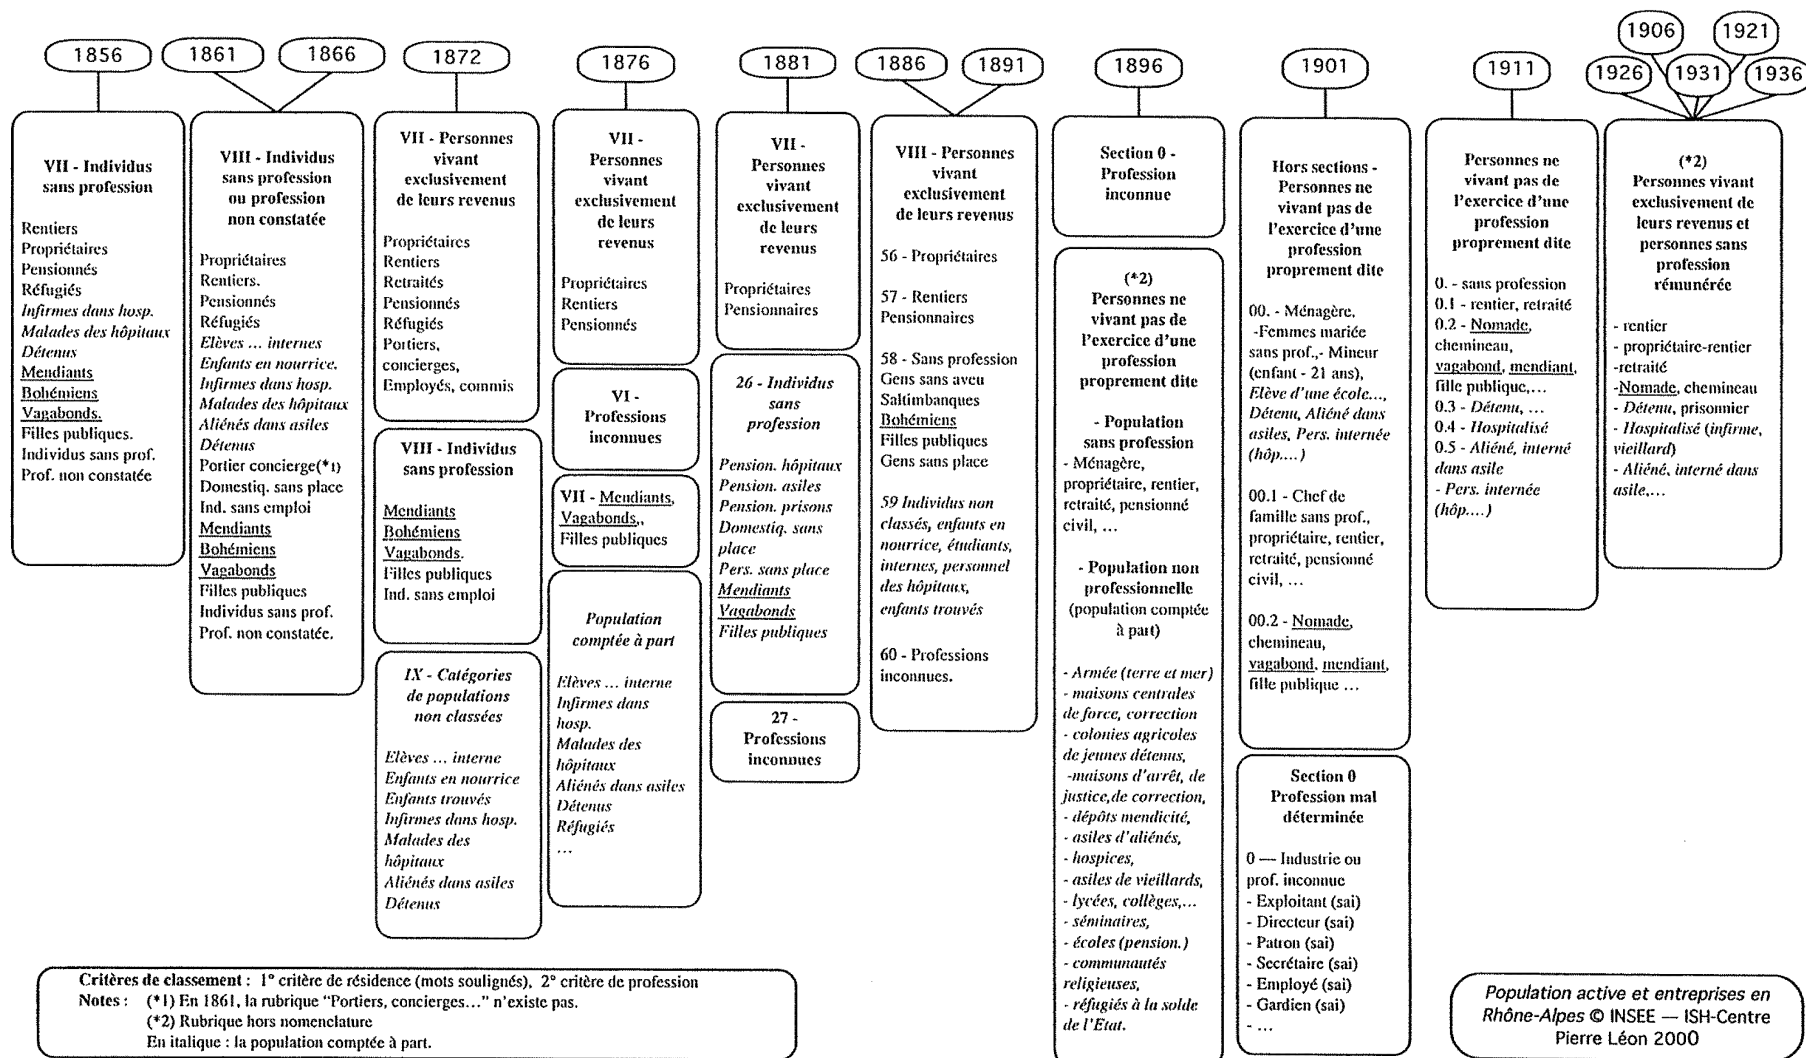 1856
VII - Individus
sans profession
Rentiers
Propriétaires
Pensionnés
Réfugiés
Infirmes dans hosp.
Malades des hôpitaux
Détenus
Mendiants
Bohémiens
Vagabonds.
Filles publiques.
Individus sans prof.
Prof. non constatée
1861
1866
VIII - Individus
sans profession
ou profession
non constatée
Propriétaires
Rentiers.
Pensionnés
Réfugiés
Elèves ... internes
Enfants en nourrice.
Infirmes dans hosp.
Malades des hôpitaux
Aliénés dans asiles
Détenus
Portier concierge(*1)
Domestiq. sans place
Ind. sans emploi
Mendiants
Bohémiens
Vagabonds
Filles publiques
Individus sans prof.
Prof. non constatée.
1872
VII - Personnes
vivant
exclusivement
de leurs revenus
Propriétaires
Rentiers
Retraités
Pensionnés
Réfugiés
Portiers,
concierges,
Employés, commis
VIII - Individus
sans profession
Mendiants
Bohémiens
Vagabonds.
Filles publiques
Ind. sans emploi
IX - Catégories
de populations
non classées
Elèves ... interne
Enfants en nourrice
Enfants trouvés
Infirmes dans hosp.
Malades des
hôpitaux
Aliénés dans asiles
Détenus
1876
VII -
Personnes
vivant
exclusivement
de leurs
revenus
Propriétaires
Rentiers
Pensionnés
VI -
Professions
inconnues
VII - Mendiants,
Vagabonds,,
Filles publiques
Population
comptée à part
Elèves ... interne
Infirmes dans
hosp.
Malades des
hôpitaux
Aliénés dans asiles
Détenus
Réfugiés
...
1881
VII -
Personnes
vivant
exclusivement
de leurs
revenus
Propriétaires
Pensionnaires
26 - Individus
sans
profession
Pension. hôpitaux
Pension. asiles
Pension. prisons
Domestiq. sans
place
Pers. sans place
Mendiants
Vagabonds
Filles publiques
27 -
Professions
inconnues
1886
1891
VIII - Personnes
vivant
exclusivement
de leurs revenus
56 - Propriétaires
57 - Rentiers
Pensionnaires
58 - Sans profession
Gens sans aveu
Saltimbanques
Bohémiens
Filles publiques
Gens sans place
59 Individus non
classés, enfants en
nourrice, étudiants,
internes, personnel
des hôpitaux,
enfants trouvés
60 - Professions
inconnues.
1896
Section 0 -
Profession
inconnue
(*2)
Personnes ne
vivant pas de
l'exercice d'une
profession
proprement dite
- Population
sans profession
- Ménagère,
propriétaire, rentier,
retraité, pensionné
civil, ...
- Population non
professionnelle
(population comptée
à part)
- Armée (terre et mer)
- maisons centrales
de force, correction
- colonies agricoles
de jeunes détenus,
-maisons d'arrêt, de
justice,de correction,
- dépôts mendicité,
- asiles d'aliénés,
- hospices,
- asiles de vieillards,
- lycées, collèges,...
- séminaires,
- écoles (pension.)
- communautés
religieuses,
- réfugiés à la solde
de l'Etat.
1901
Hors sections -
Personnes ne
vivant pas de
l'exercice d'une
profession
proprement dite
00. - Ménagère,
-Femmes mariée
sans prof.,- Mineur
(enfant - 21 ans),
Elève d'une école...,
Détenu, Aliéné dans
asiles, Pers. internée
(hôp....)
00.1 - Chef de
famille sans prof.,
propriétaire, rentier,
retraité, pensionné
civil, ...
00.2 - Nomade,
chemineau,
vagabond, mendiant,
fille publique ...
Section 0
Profession mal
déterminée
0 — Industrie ou
prof. inconnue
- Exploitant (sai)
- Directeur (sai)
- Patron (sai)
- Secrétaire (sai)
- Employé (sai)
- Gardien (sai)
- ...
1911
Personnes ne
vivant pas de
l'exercice d'une
profession
proprement dite
0. - sans profession
0.1 - rentier, retraité
0.2 - Nomade,
chemineau,
vagabond, mendiant,
fille publique,...
0.3 - Détenu, ...
0.4 - Hospitalisé
0.5 - Aliéné, interné
dans asile
- Pers. internée
(hôp....)
1906
1921
1926
1931
1936
(*2)
Personnes vivant
exclusivement de
leurs revenus et
personnes sans
profession
rémunérée
- rentier
- propriétaire-rentier
-retraité
-Nomade, chemineau
- Détenu, prisonnier
- Hospitalisé (infirme,
vieillard)
- Aliéné, interné dans
asile,...
Critères de classement : 1° critère de résidence (mots soulignés), 2° critère de profession
Notes : (*1) En 1861, la rubrique "Portiers, concierges..." n'existe pas.
(*2) Rubrique hors nomenclature
En italique : la population comptée à part.
Population active et entreprises en
Rhône-Alpes © INSEE — ISH-Centre
Pierre Léon 2000